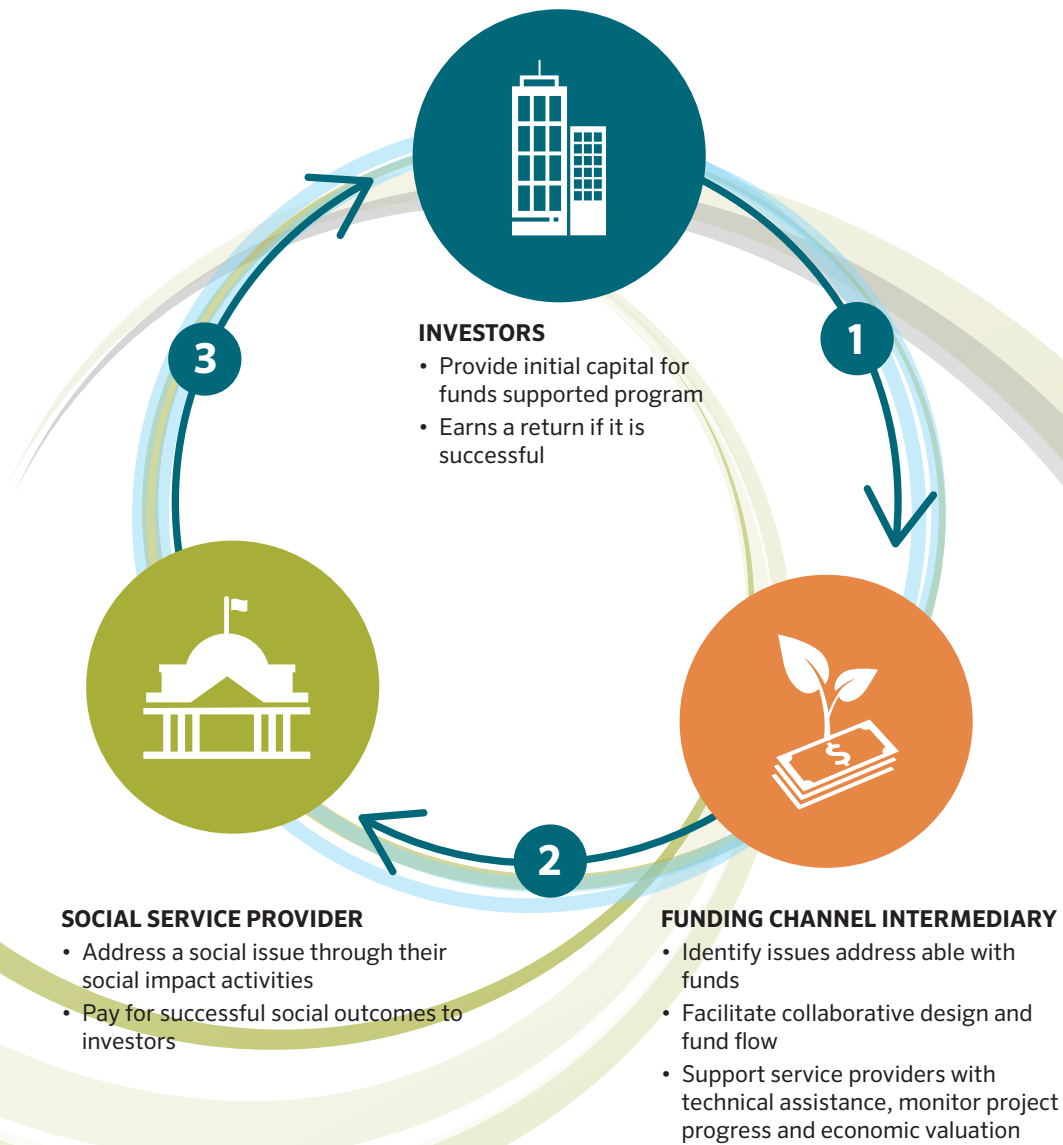 3
1
INVESTORS
• Provide initial capital for
funds supported program
• Earns a return if it is
successful
$
2
SOCIAL SERVICE PROVIDER
• Address a social issue through their
social impact activities
• Pay for successful social outcomes to
investors
FUNDING CHANNEL INTERMEDIARY
• Identify issues address able with
funds
• Facilitate collaborative design and
fund flow
• Support service providers with
technical assistance, monitor project
progress and economic valuation